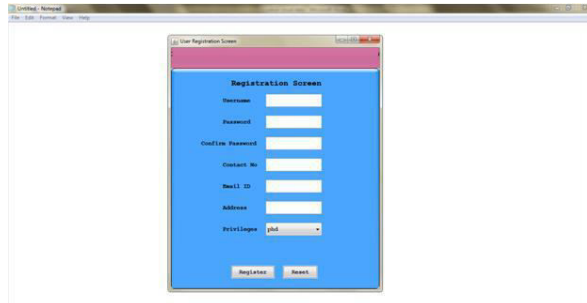 Untitled - Notepad
File Edit Format View Help
User Registration Screen
Registration Screen
Username
Password
Confirm Password
Contact No
Email ID
Address
Privileges phd
Register Reset